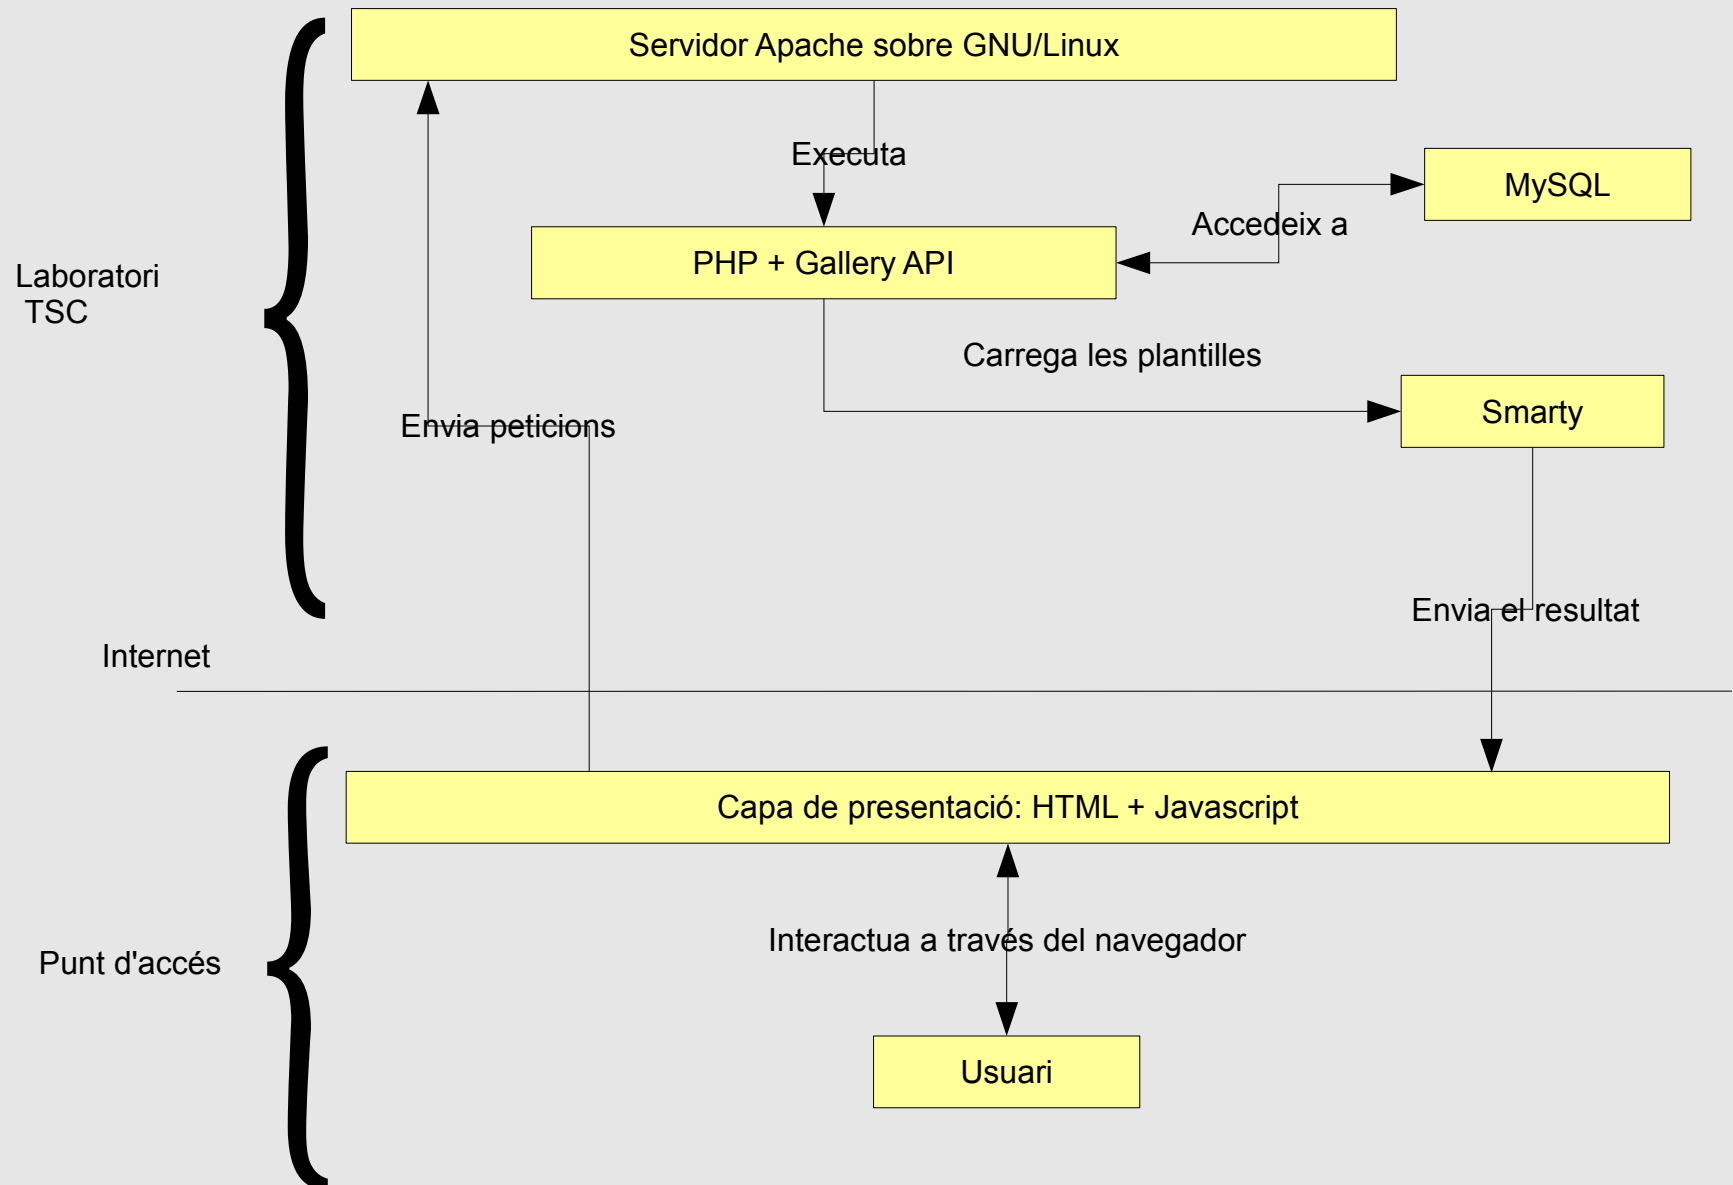 Servidor Apache sobre GNU/Linux
Executa
MySQL
Accedeix a
PHP + Gallery API
Laboratori
TSC
Carrega les plantilles
Smarty
Envia peticions
Envia el resultat
Internet
Capa de presentació: HTML + Javascript
Interactua a través del navegador
Punt d'accés
Usuari